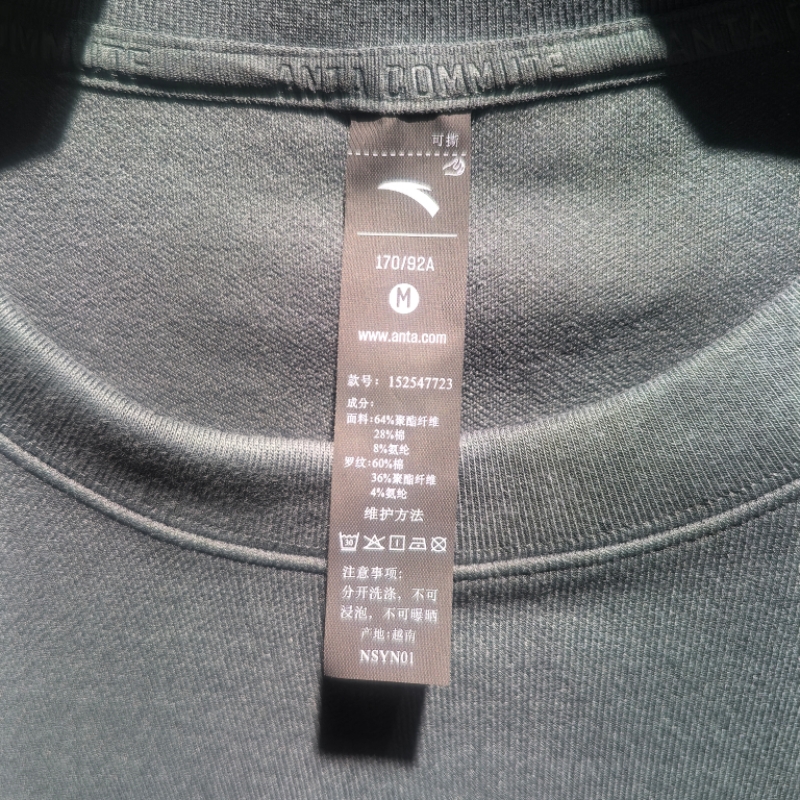 ANTA COMMUTE
ANTA
可撕
170/92A
M
www.anta.com
款号：152547723
成分：
面料:64%聚酯纤维
28%棉
8%氨纶
罗纹:60%棉
36%聚酯纤维
4%氨纶
维护方法
30
注意事项：
分开洗涤，不可
浸泡，不可曝晒
产地:越南
NSYN01